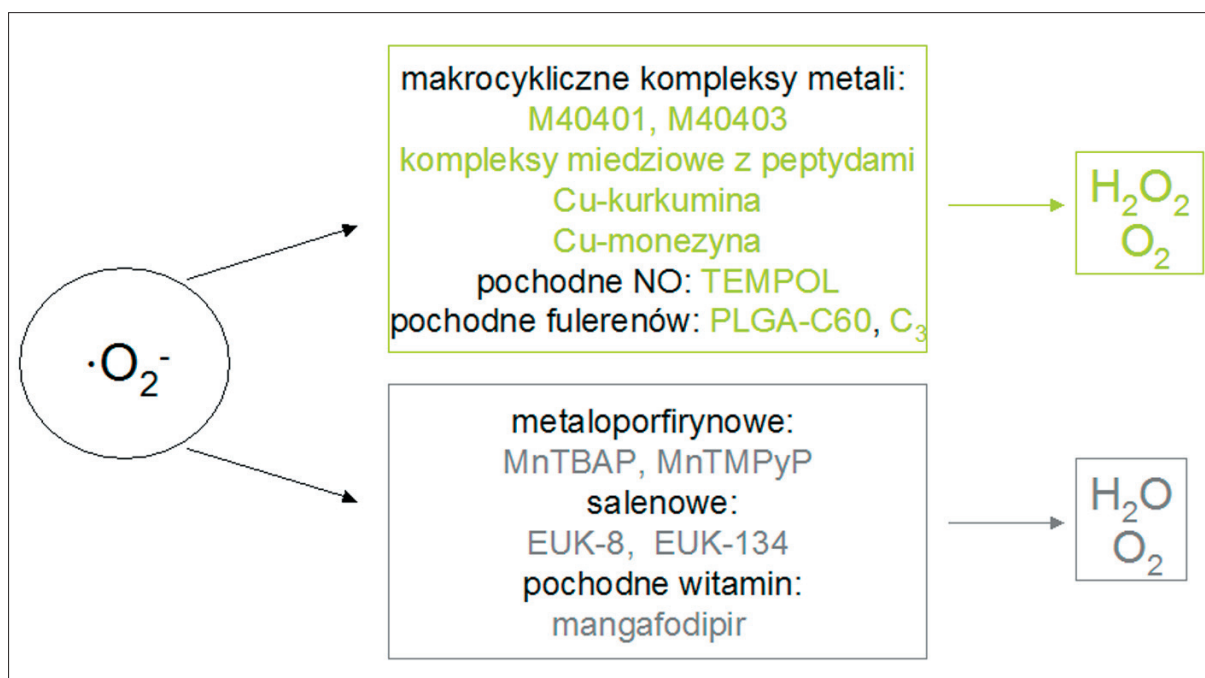 ·O₂⁻
makrocykliczne kompleksy metali:
M40401, M40403
kompleksy miedziowe z peptydami
Cu-kurkumina
Cu-monezyna
pochodne NO: TEMPOL
pochodne fulerenów: PLGA-C60, C₃
H₂O₂
O₂
metaloporfirynowe:
MnTBAP, MnTMPyP
salenowe:
EUK-8, EUK-134
pochodne witamin:
mangafodipir
H₂O
O₂